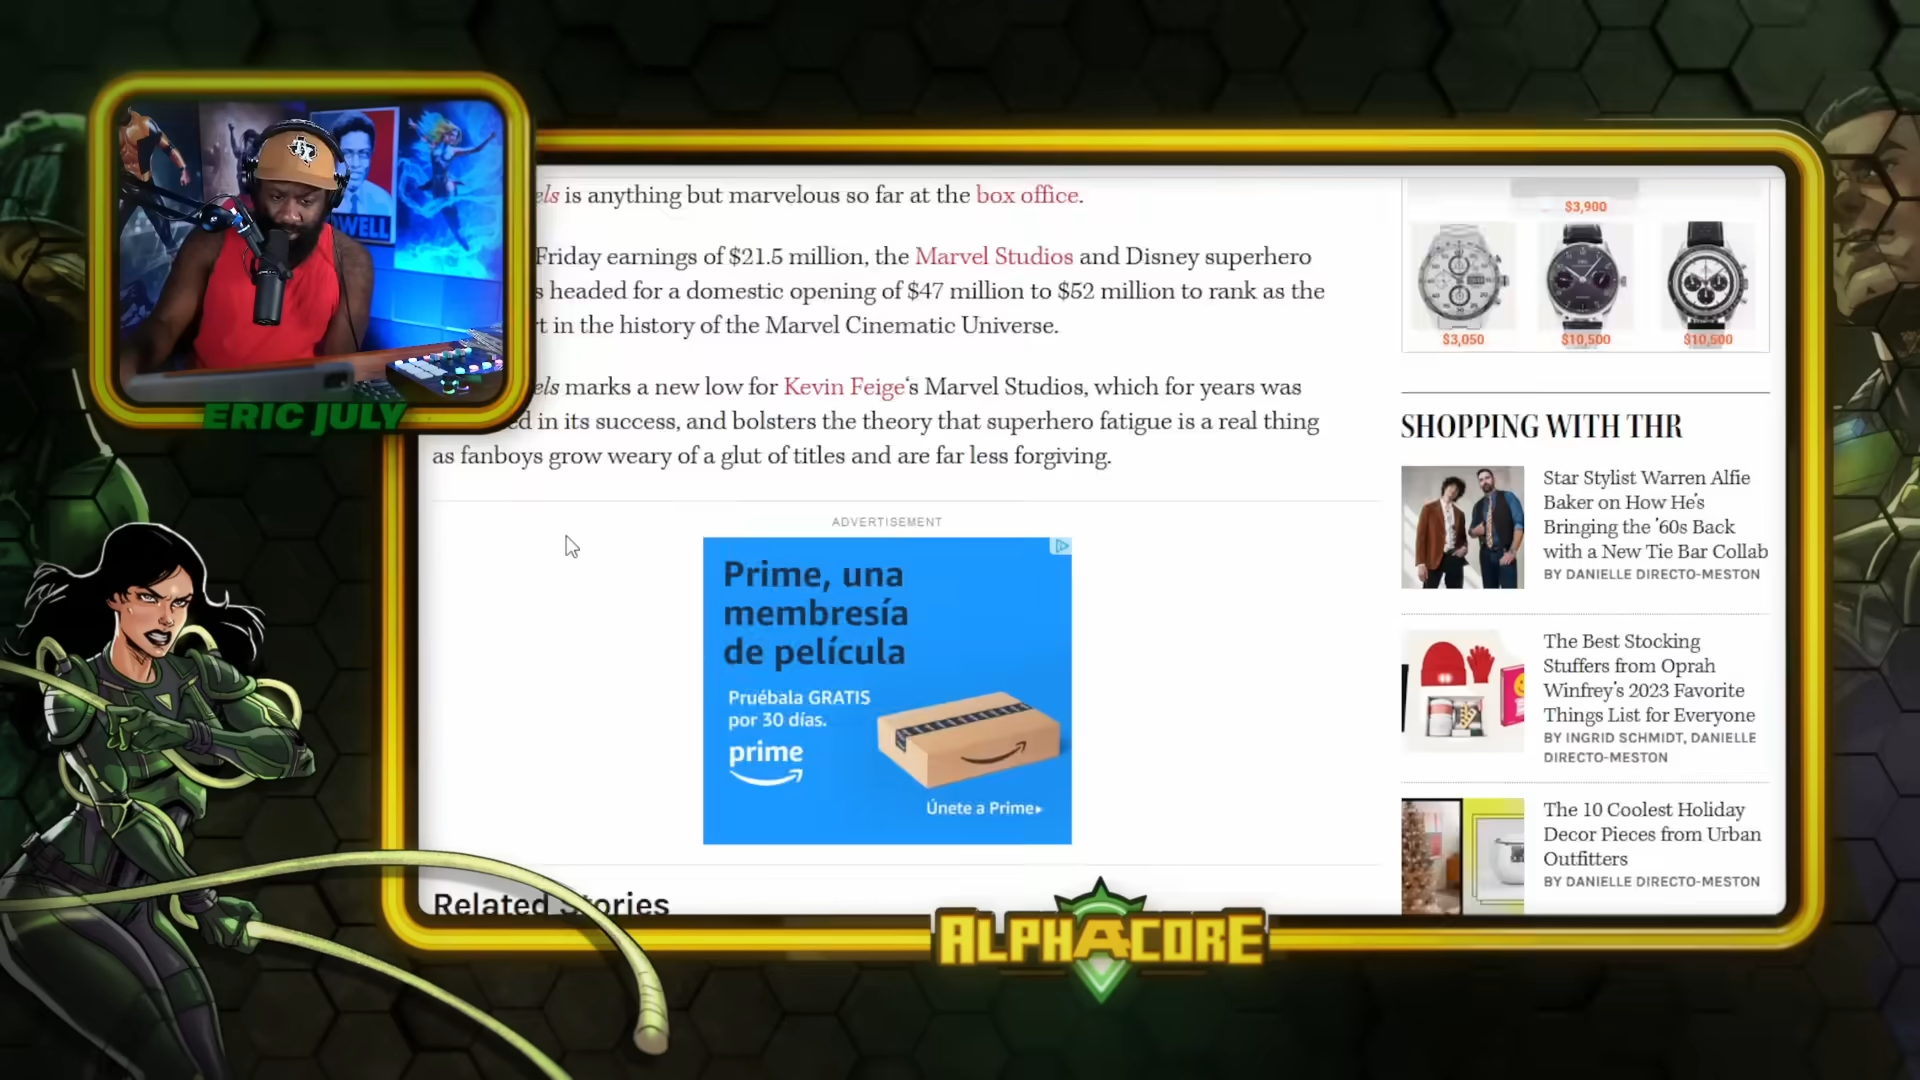 els is anything but marvelous so far at the box office.
Friday earnings of $21.5 million, the Marvel Studios and Disney superhero
s headed for a domestic opening of $47 million to $52 million to rank as the
rt in the history of the Marvel Cinematic Universe.
els marks a new low for Kevin Feige‘s Marvel Studios, which for years was
ed in its success, and bolsters the theory that superhero fatigue is a real thing
as fanboys grow weary of a glut of titles and are far less forgiving.
OWELL
ERIC JULY
ADVERTISEMENT
Prime, una
membresía
de película
Pruébala GRATIS
por 30 días.
prime
Únete a Prime
Related Stories
ALPHACORE
$3,900
$3,050
$10,500
$10,500
SHOPPING WITH THR
Star Stylist Warren Alfie
Baker on How He's
Bringing the '60s Back
with a New Tie Bar Collab
BY DANIELLE DIRECTO-MESTON
The Best Stocking
Stuffers from Oprah
Winfrey's 2023 Favorite
Things List for Everyone
BY INGRID SCHMIDT, DANIELLE
DIRECTO-MESTON
The 10 Coolest Holiday
Decor Pieces from Urban
Outfitters
BY DANIELLE DIRECTO-MESTON